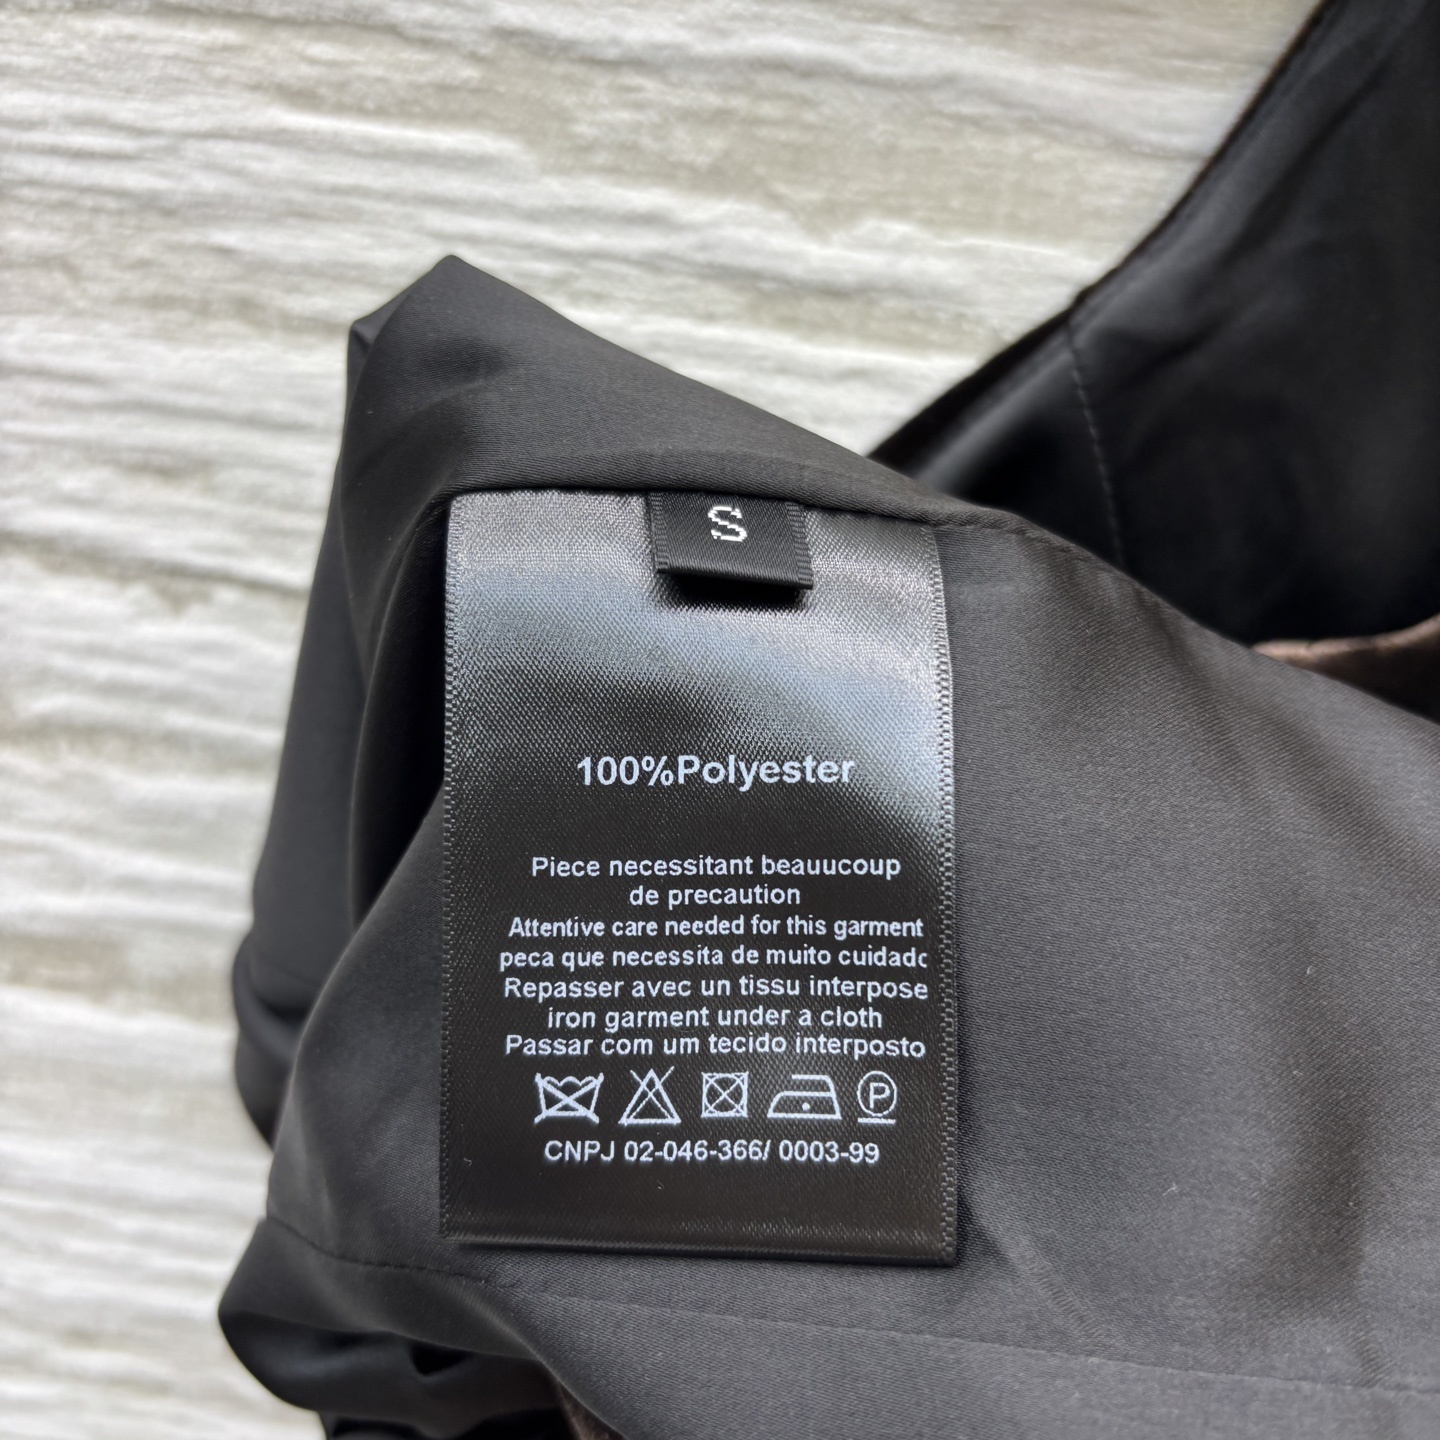 S
100%Polyester
Piece necessitant beauucoup
de precaution
Attentive care needed for this garment
peca que necessita de muito cuidado
Repasser avec un tissu interpose
iron garment under a cloth
Passar com um tecido interposto
P
CNPJ 02-046-366/ 0003-99